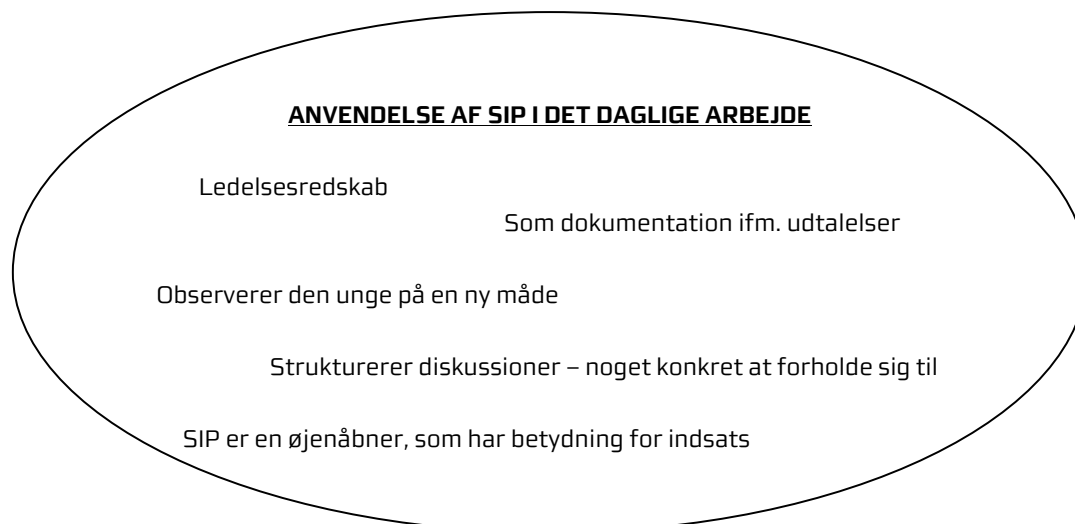 ANVENDELSE AF SIP I DET DAGLIGE ARBEJDE
Ledelsesredskab
Som dokumentation ifm. udtalelser
Observerer den unge på en ny måde
Strukturerer diskussioner – noget konkret at forholde sig til
SIP er en øjenåbner, som har betydning for indsats